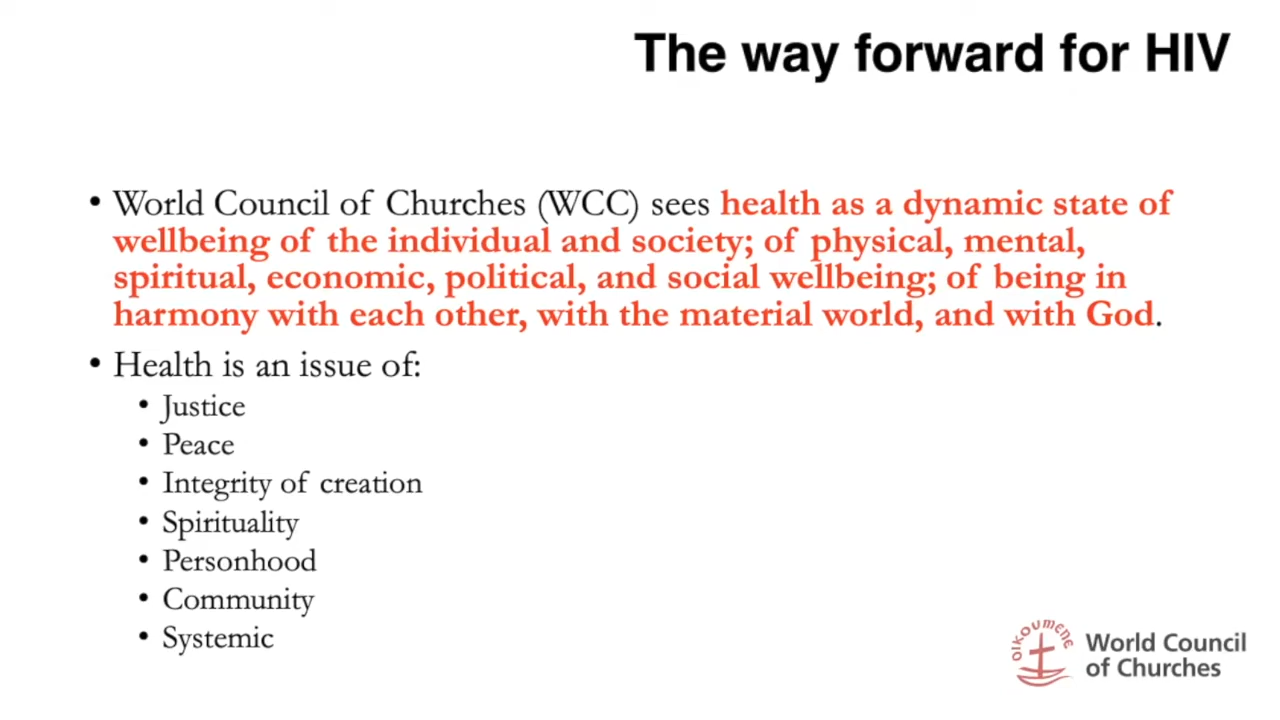 The way forward for HIV
• World Council of Churches (WCC) sees health as a dynamic state of
wellbeing of the individual and society; of physical, mental,
spiritual, economic, political, and social wellbeing; of being in
harmony with each other, with the material world, and with God.
• Health is an issue of:
• Justice
• Peace
• Integrity of creation
• Spirituality
• Personhood
• Community
• Systemic
OIKOUMENE
World Council
of Churches